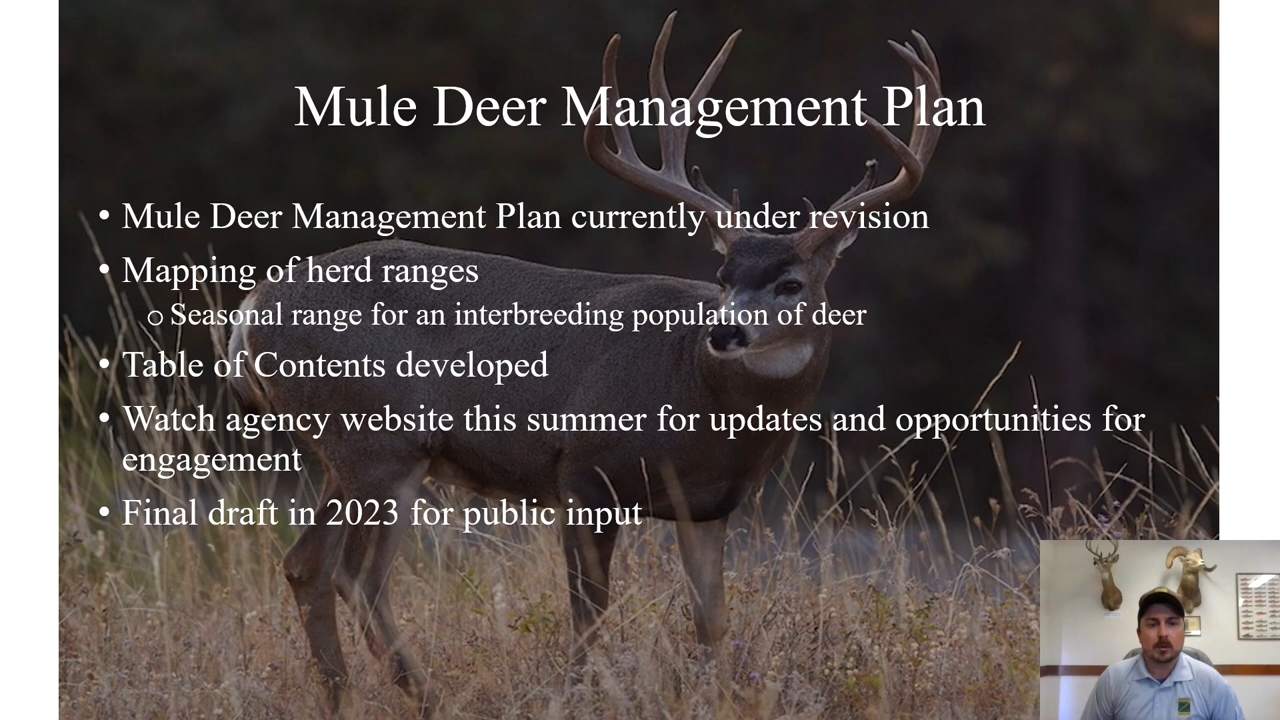 Mule Deer Management Plan
• Mule Deer Management Plan currently under revision
• Mapping of herd ranges
o Seasonal range for an interbreeding population of deer
• Table of Contents developed
• Watch agency website this summer for updates and opportunities for
engagement
• Final draft in 2023 for public input